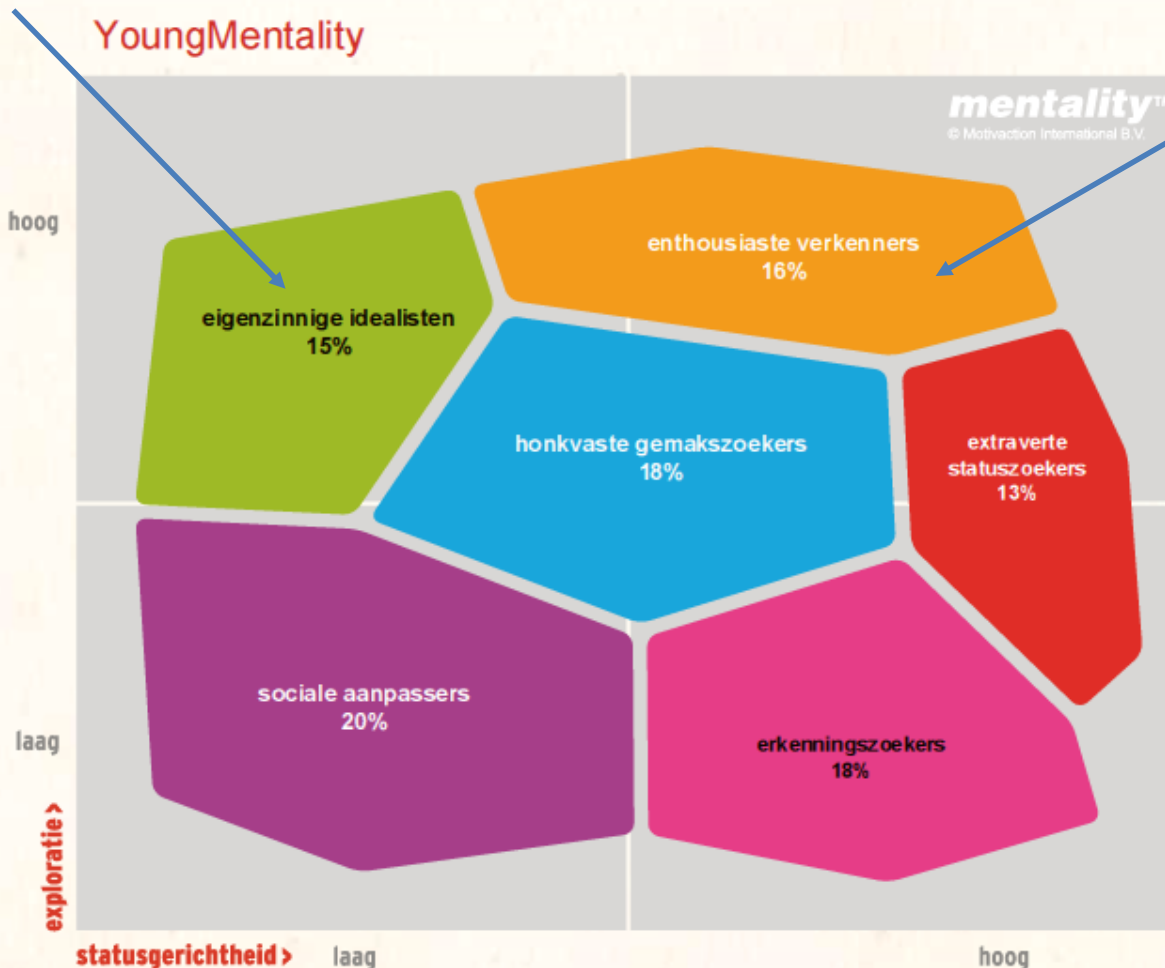 YoungMentality
mentality™
© Motivaction International B.V.
hoog
enthousiaste verkenners
16%
eigenzinnige idealisten
15%
honkvaste gemakszoekers
18%
extraverte
statuszoekers
13%
sociale aanpassers
20%
laag
erkenningszoekers
18%
exploratie >
statusgerichtheid > laag hoog